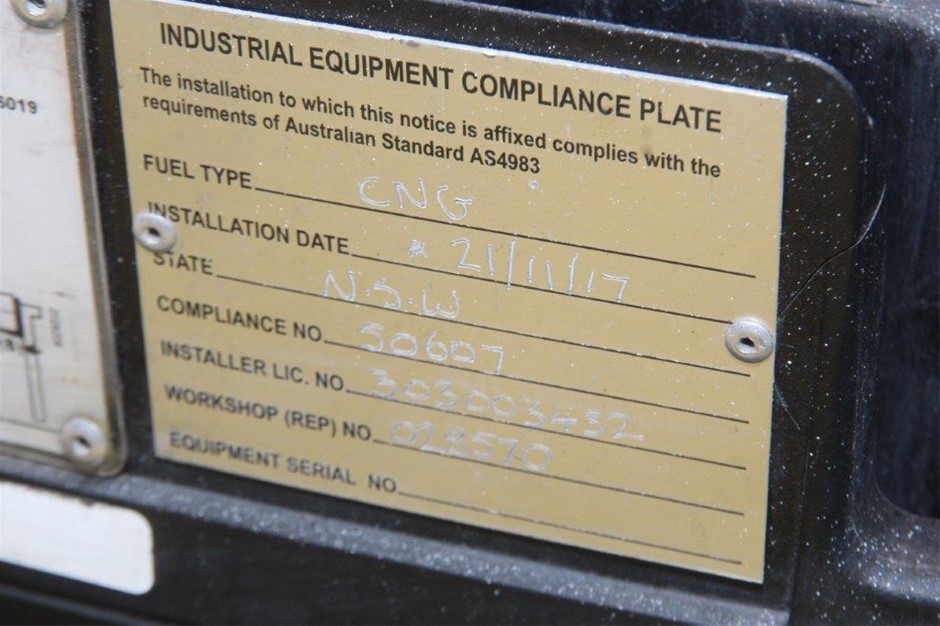 INDUSTRIAL EQUIPMENT COMPLIANCE PLATE
The installation to which this notice is affixed complies with the
requirements of Australian Standard AS4983
FUEL TYPE CNG
INSTALLATION DATE * 21/11/17
STATE N.S.W
COMPLIANCE NO. 50607
INSTALLER LIC. NO. 303003432
WORKSHOP (REP) NO. 028570
EQUIPMENT SERIAL NO.